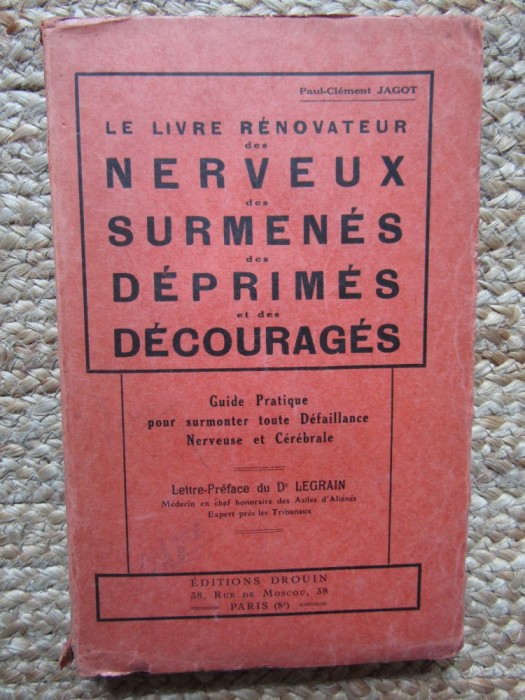 Paul-Clément JAGOT
LE LIVRE RÉNOVATEUR
des
NERVEUX
des
SURMENÉS
des
DÉPRIMÉS
et des
DÉCOURAGÉS
Guide Pratique
pour surmonter toute Défaillance
Nerveuse et Cérébrale
Lettre-Préface du Dr LEGRAIN
Médecin en chef honoraire des Asiles d'Aliénés
Expert près les Tribunaux
ÉDITIONS DROUIN
38, RUE DE MOSCOU, 38
PARIS (8e)